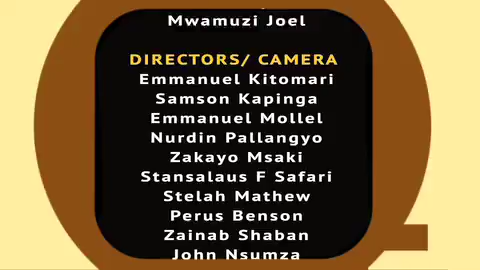 Mwamuzi Joel
DIRECTORS/ CAMERA
Emmanuel Kitomari
Samson Kapinga
Emmanuel Mollel
Nurdin Pallangyo
Zakayo Msaki
Stansalaus F Safari
Stelah Mathew
Perus Benson
Zainab Shaban
John Nsumza